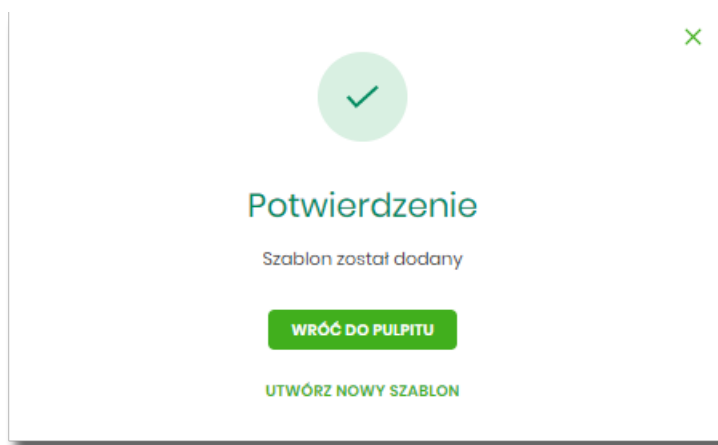 Potwierdzenie
Szablon został dodany
WRÓĆ DO PULPITU
UTWÓRZ NOWY SZABLON